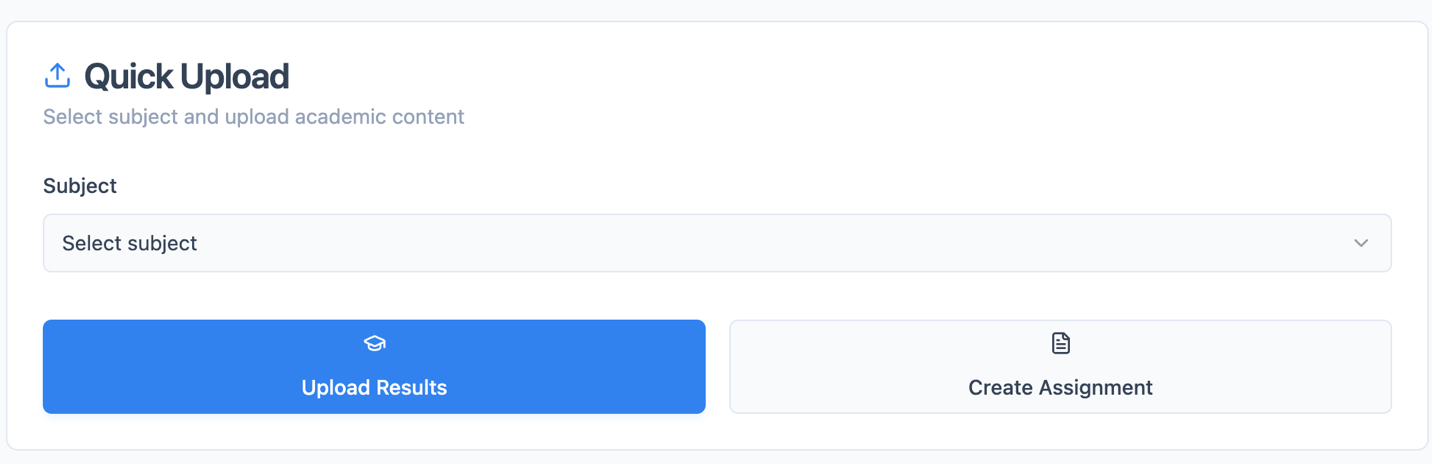 Quick Upload
Select subject and upload academic content
Subject
Select subject
Upload Results
Create Assignment